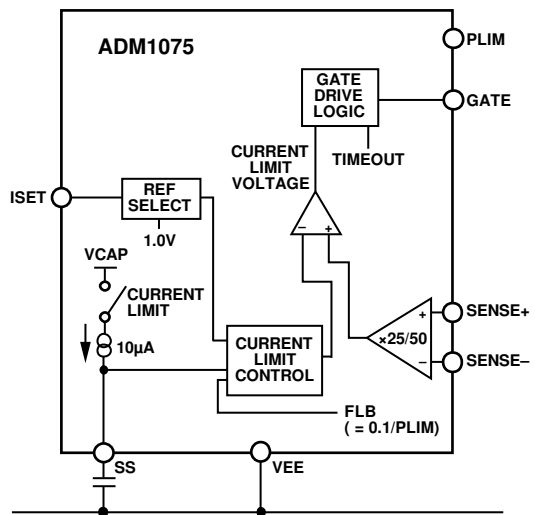 ADM1075
PLIM
GATE
DRIVE
LOGIC
GATE
CURRENT
LIMIT
VOLTAGE
TIMEOUT
ISET
REF
SELECT
1.0V
– +
VCAP
CURRENT
LIMIT
10µA
CURRENT
LIMIT
CONTROL
+
×25/50
–
SENSE+
SENSE–
FLB
( = 0.1/PLIM)
SS
VEE